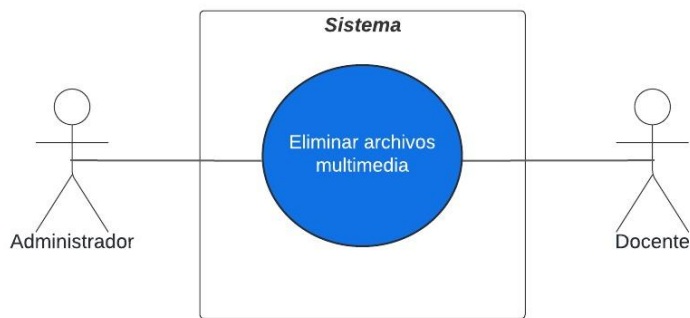 Sistema
Eliminar archivos
multimedia
Administrador
Docente